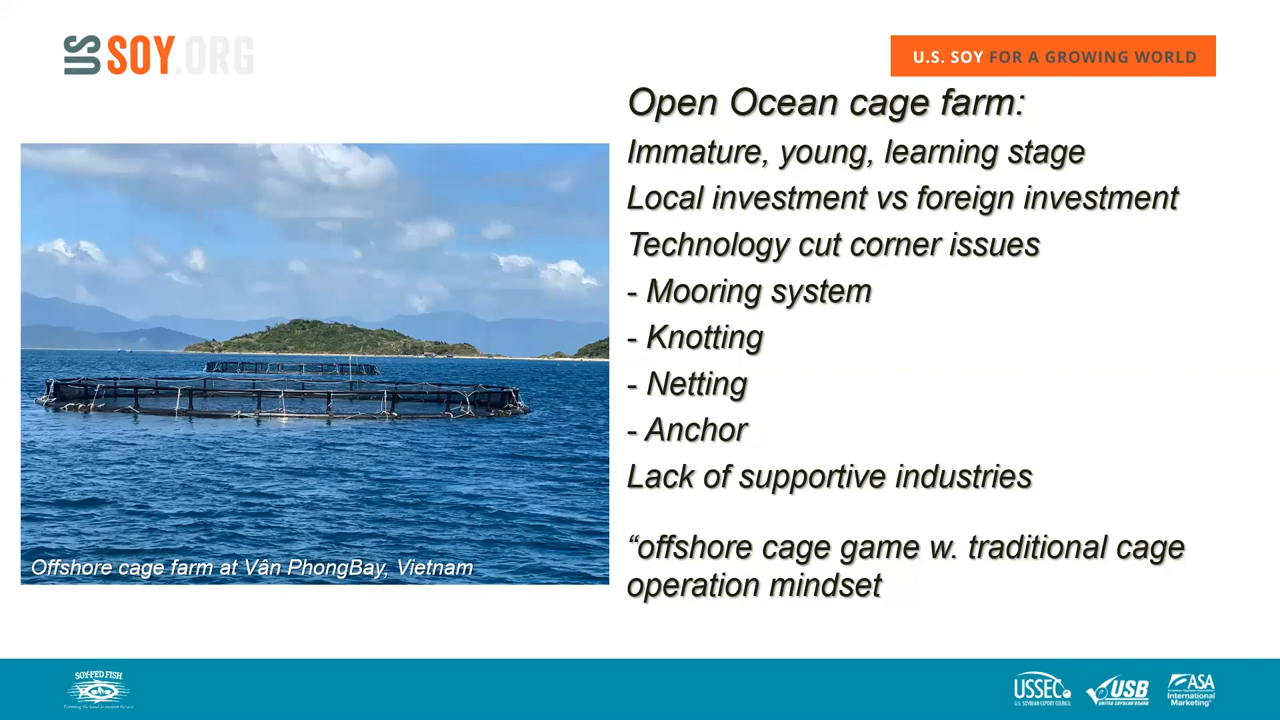 US SOY.ORG
U.S. SOY FOR A GROWING WORLD
Open Ocean cage farm:
Immature, young, learning stage
Local investment vs foreign investment
Technology cut corner issues
- Mooring system
- Knotting
- Netting
- Anchor
Lack of supportive industries
“offshore cage game w. traditional cage
operation mindset
Offshore cage farm at Vân PhongBay, Vietnam
SOY-FED FISH
USSEC
U.S. SOYBEAN EXPORT COUNCIL
USB
UNITED SOYBEAN BOARD
ASA
American Soybean Association
International
Marketing